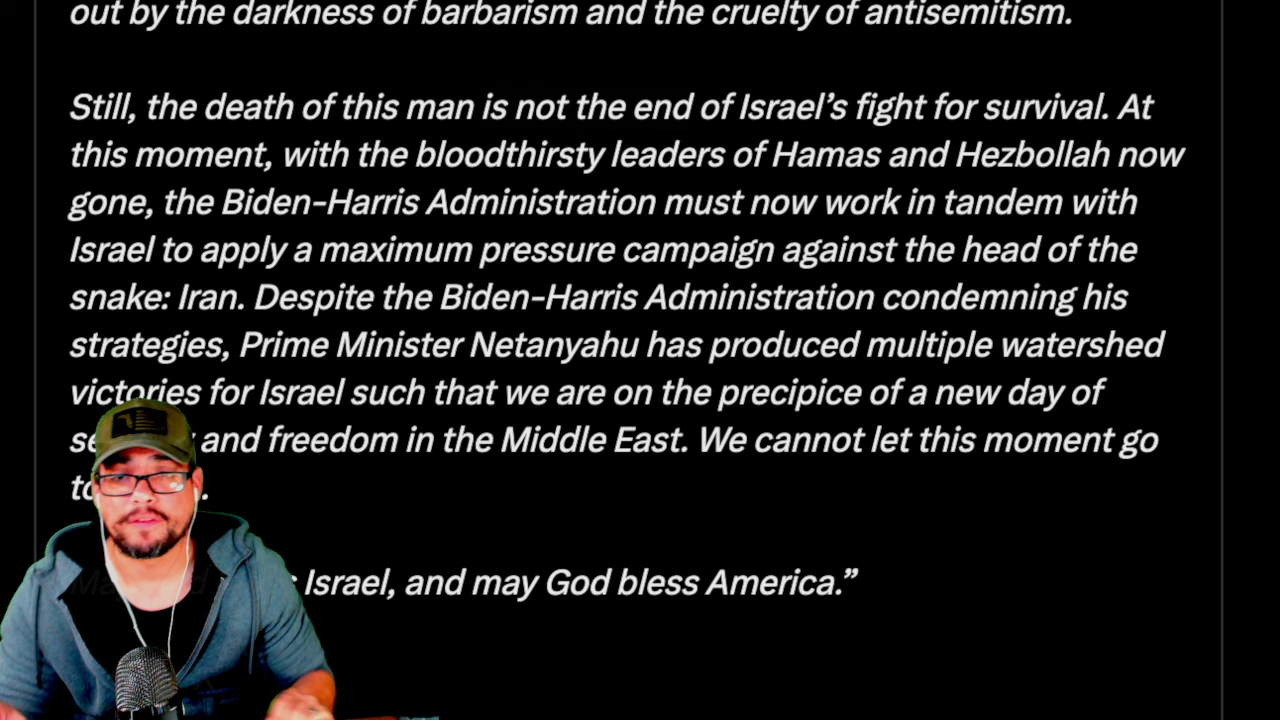 out by the darkness of barbarism and the cruelty of antisemitism.
Still, the death of this man is not the end of Israel’s fight for survival. At
this moment, with the bloodthirsty leaders of Hamas and Hezbollah now
gone, the Biden-Harris Administration must now work in tandem with
Israel to apply a maximum pressure campaign against the head of the
snake: Iran. Despite the Biden-Harris Administration condemning his
strategies, Prime Minister Netanyahu has produced multiple watershed
victories for Israel such that we are on the precipice of a new day of
and freedom in the Middle East. We cannot let this moment go
Israel, and may God bless America.”